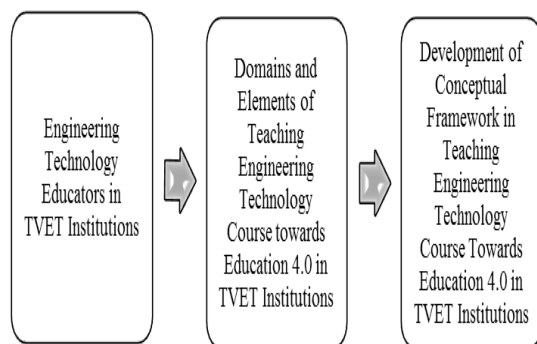 Engineering
Technology
Educators in
TVET Institutions
Domains and
Elements of
Teaching
Engineering
Technology
Course towards
Education 4.0 in
TVET Institutions
Development of
Conceptual
Framework in
Teaching
Engineering
Technology
Course Towards
Education 4.0 in
TVET Institutions